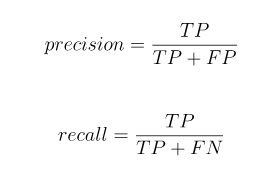 precision = TP / (TP + FP)
recall = TP / (TP + FN)